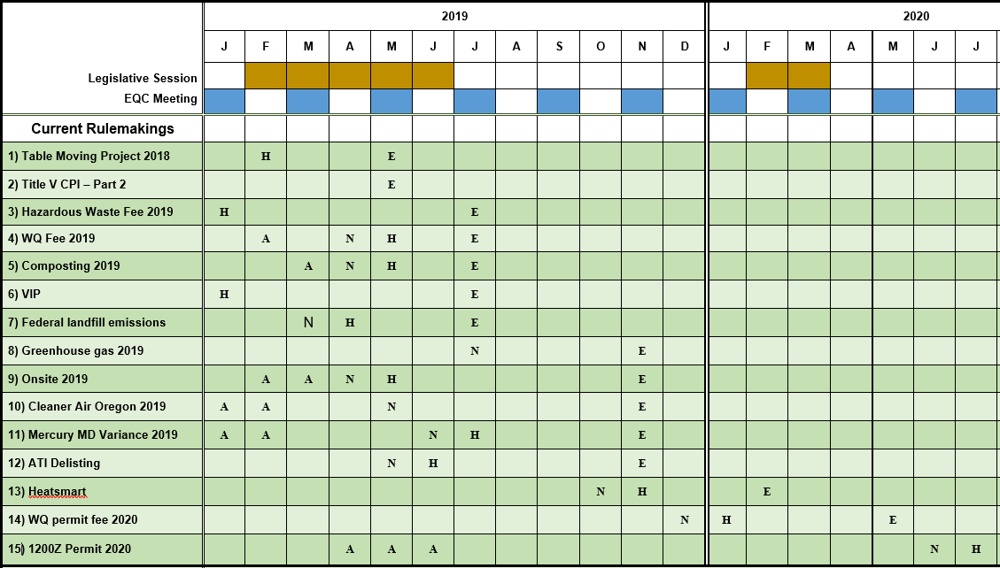 2019 2020
J F M A M J J A S O N D J F M A M J J
Legislative Session
EQC Meeting
Current Rulemakings
1) Table Moving Project 2018 H E
2) Title V CPI – Part 2 E
3) Hazardous Waste Fee 2019 H E
4) WQ Fee 2019 A N H E
5) Composting 2019 A N H E
6) VIP H E
7) Federal landfill emissions N H E
8) Greenhouse gas 2019 N E
9) Onsite 2019 A A N H E
10) Cleaner Air Oregon 2019 A A N E
11) Mercury MD Variance 2019 A A N H E
12) ATI Delisting N H E
13) Heatsmart N H E
14) WQ permit fee 2020 N H E
15) 1200Z Permit 2020 A A A N H